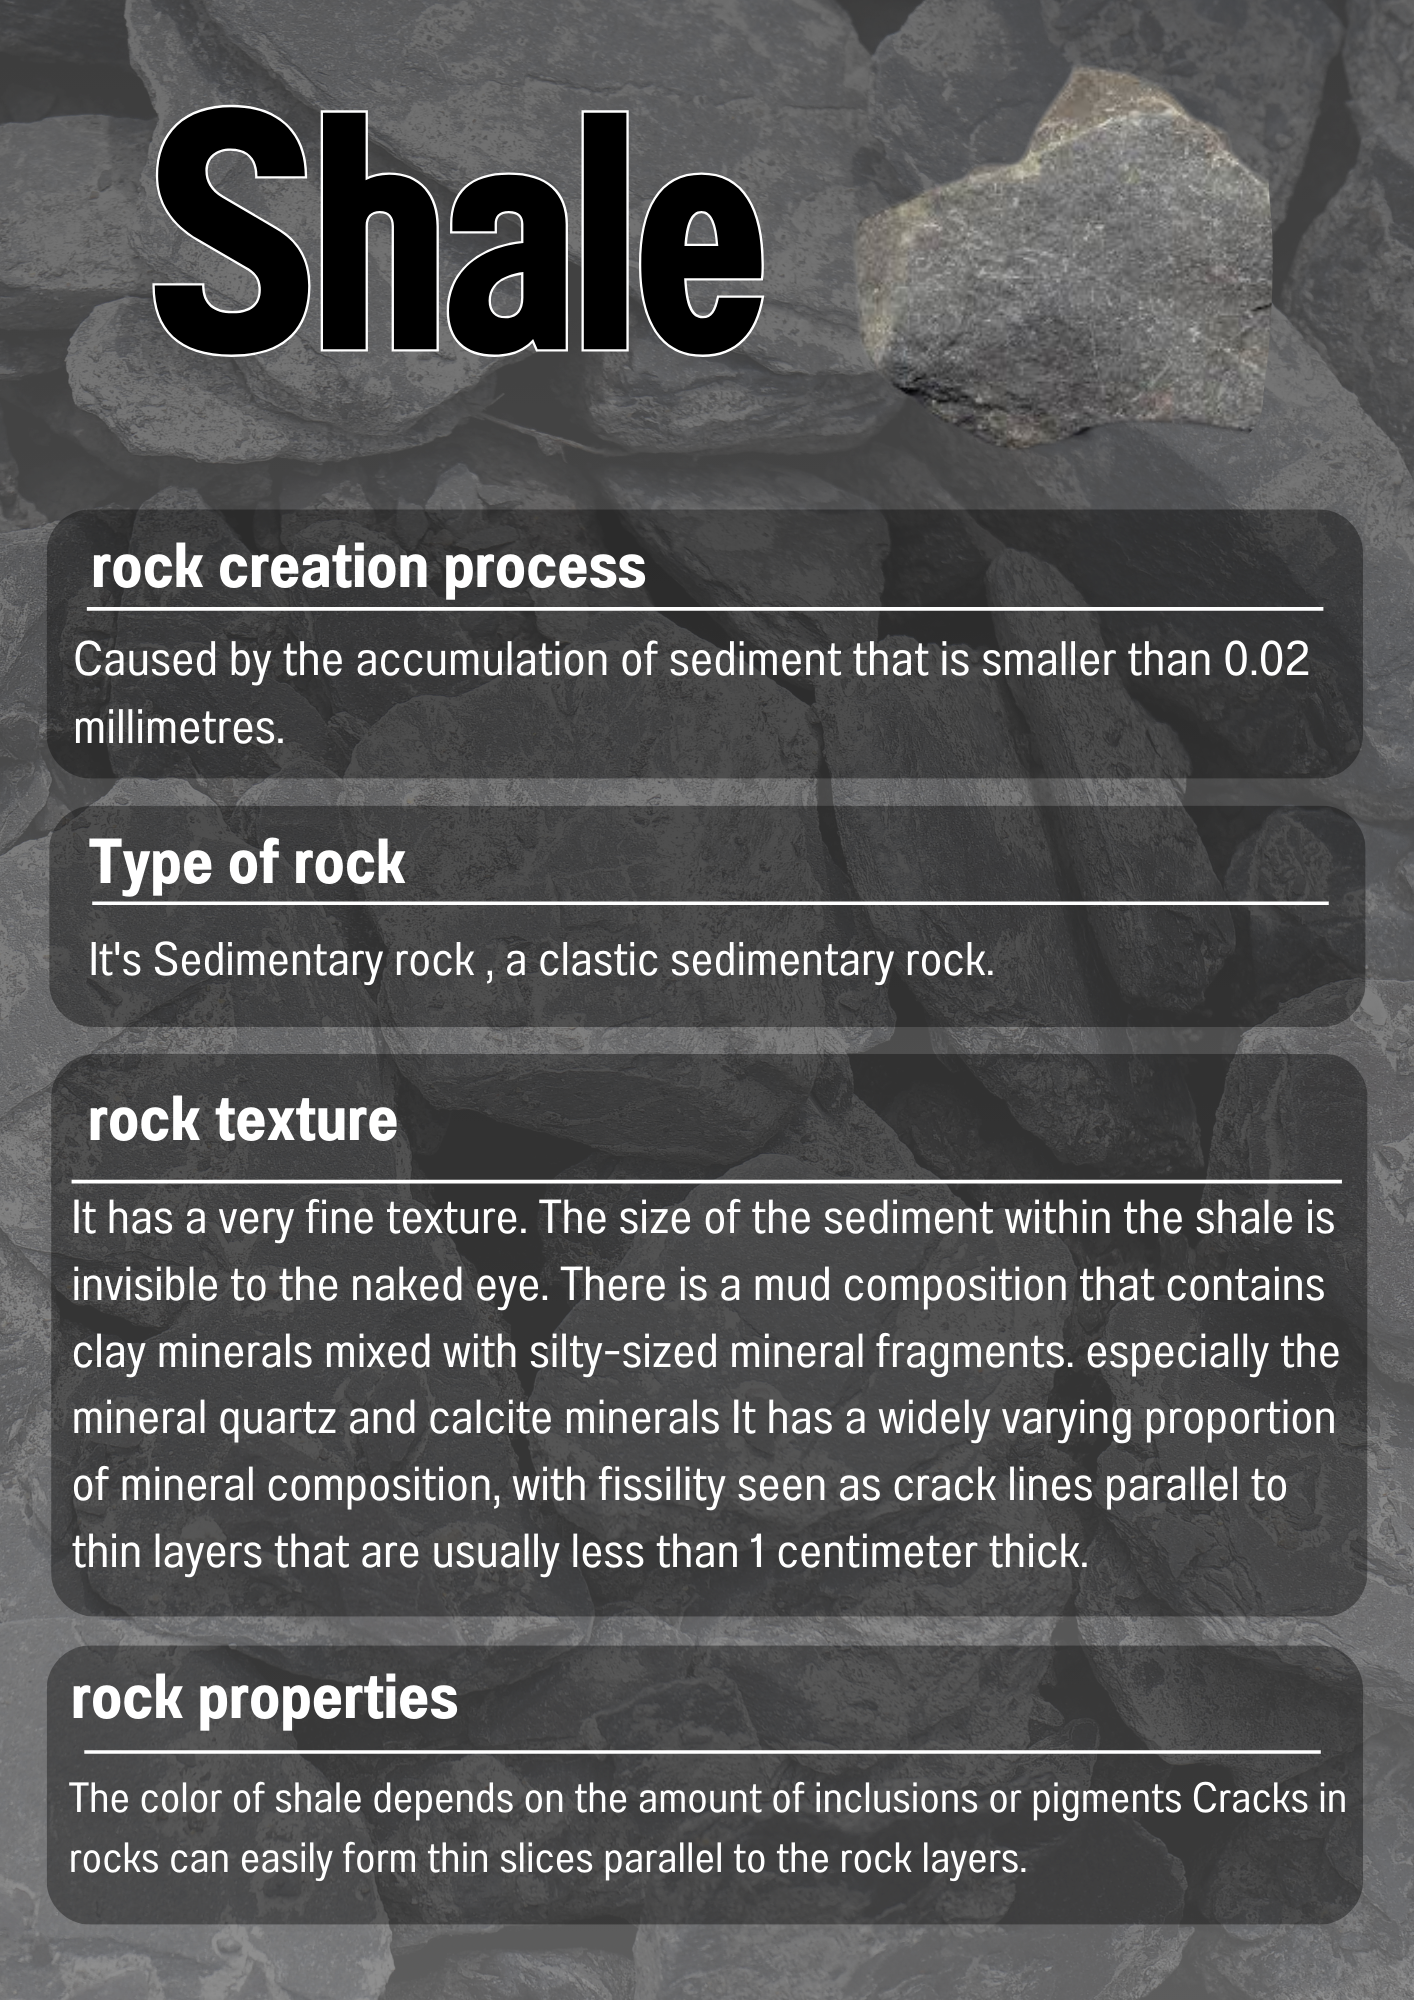 Shale
rock creation process
Caused by the accumulation of sediment that is smaller than 0.02
millimetres.
Type of rock
It's Sedimentary rock , a clastic sedimentary rock.
rock texture
It has a very fine texture. The size of the sediment within the shale is
invisible to the naked eye. There is a mud composition that contains
clay minerals mixed with silty-sized mineral fragments. especially the
mineral quartz and calcite minerals It has a widely varying proportion
of mineral composition, with fissility seen as crack lines parallel to
thin layers that are usually less than 1 centimeter thick.
rock properties
The color of shale depends on the amount of inclusions or pigments Cracks in
rocks can easily form thin slices parallel to the rock layers.